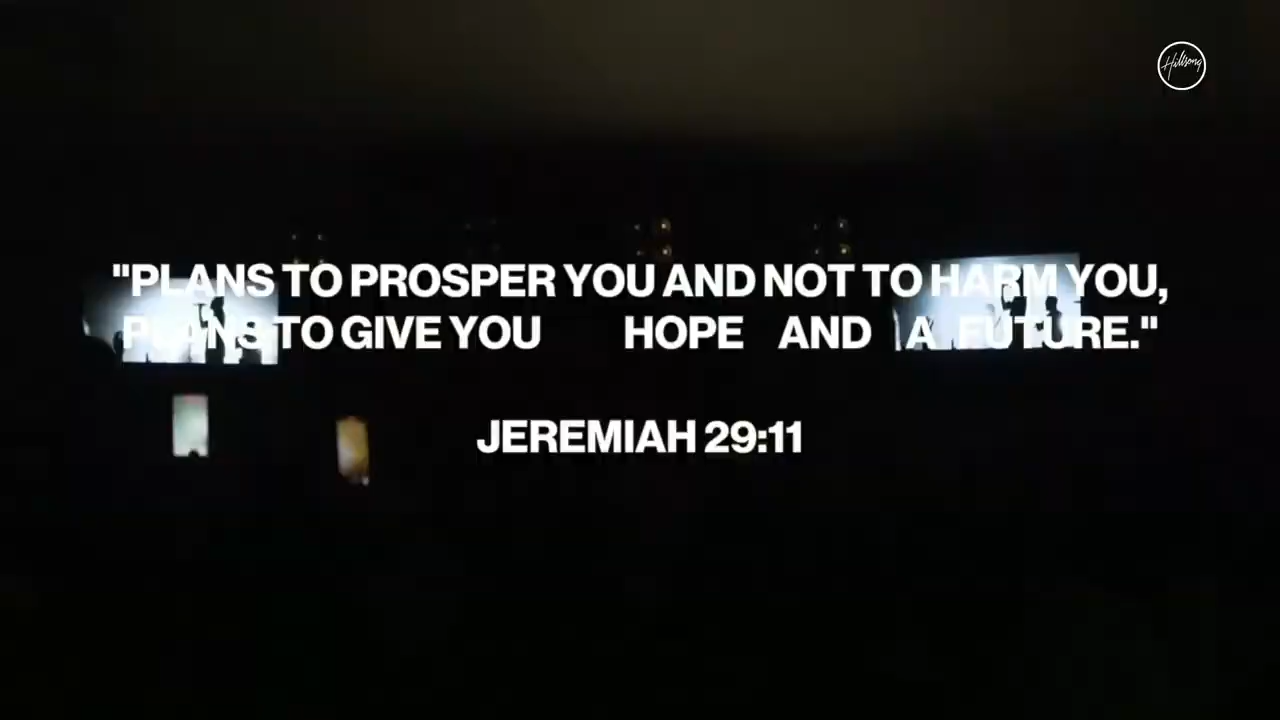 Hillsong
"PLANS TO PROSPER YOU AND NOT TO HARM YOU,
PLANS TO GIVE YOU HOPE AND A FUTURE."
JEREMIAH 29:11